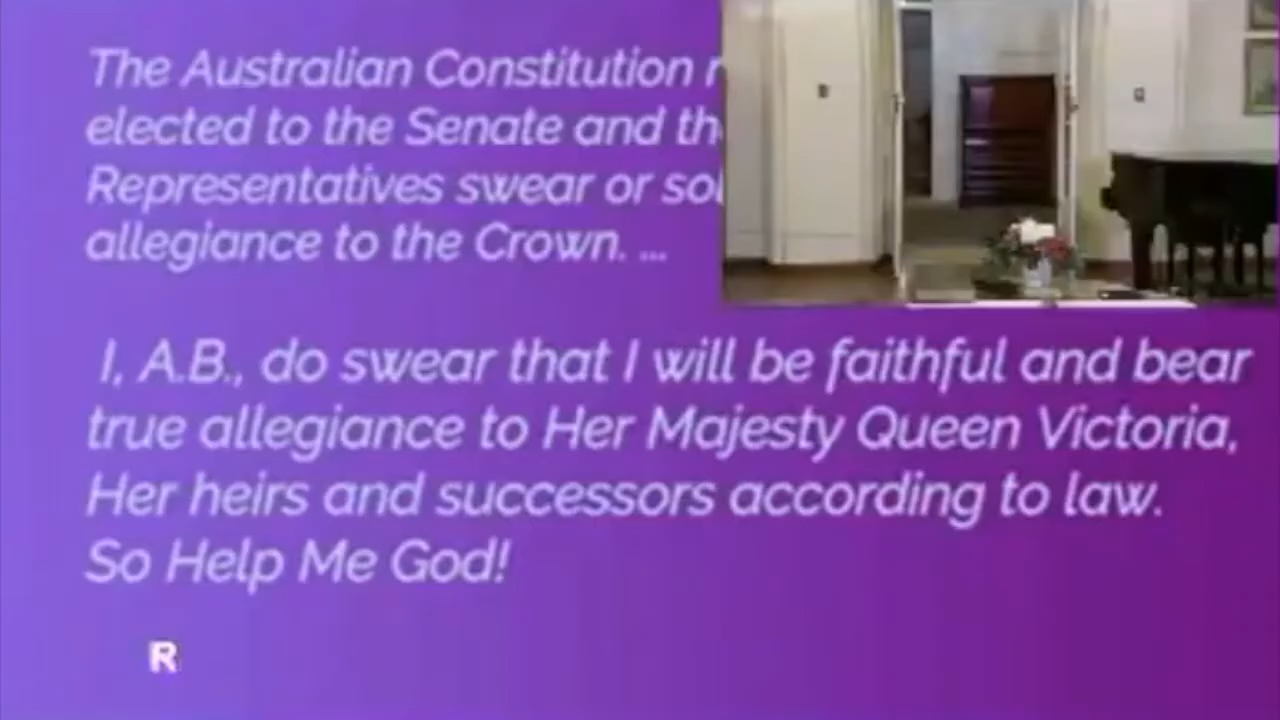 The Australian Constitution
elected to the Senate and
Representatives swear or
allegiance to the Crown. ...
I, A.B., do swear that I will be faithful and bear
true allegiance to Her Majesty Queen Victoria,
Her heirs and successors according to law.
So Help Me God!
R